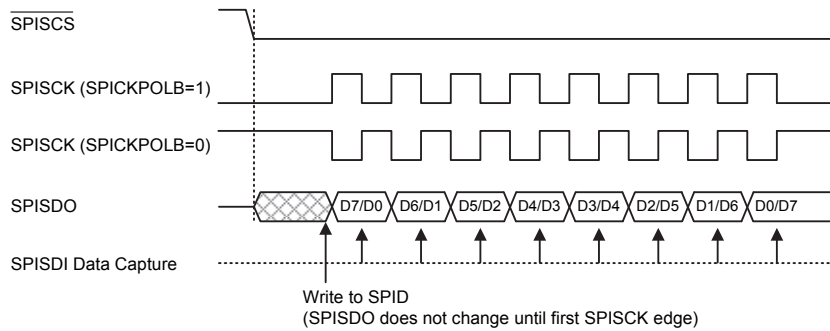 SPISCS
SPISCK (SPICKPOLB=1)
SPISCK (SPICKPOLB=0)
SPISDO
D7/D0 D6/D1 D5/D2 D4/D3 D3/D4 D2/D5 D1/D6 D0/D7
SPISDI Data Capture
Write to SPID
(SPISDO does not change until first SPISCK edge)